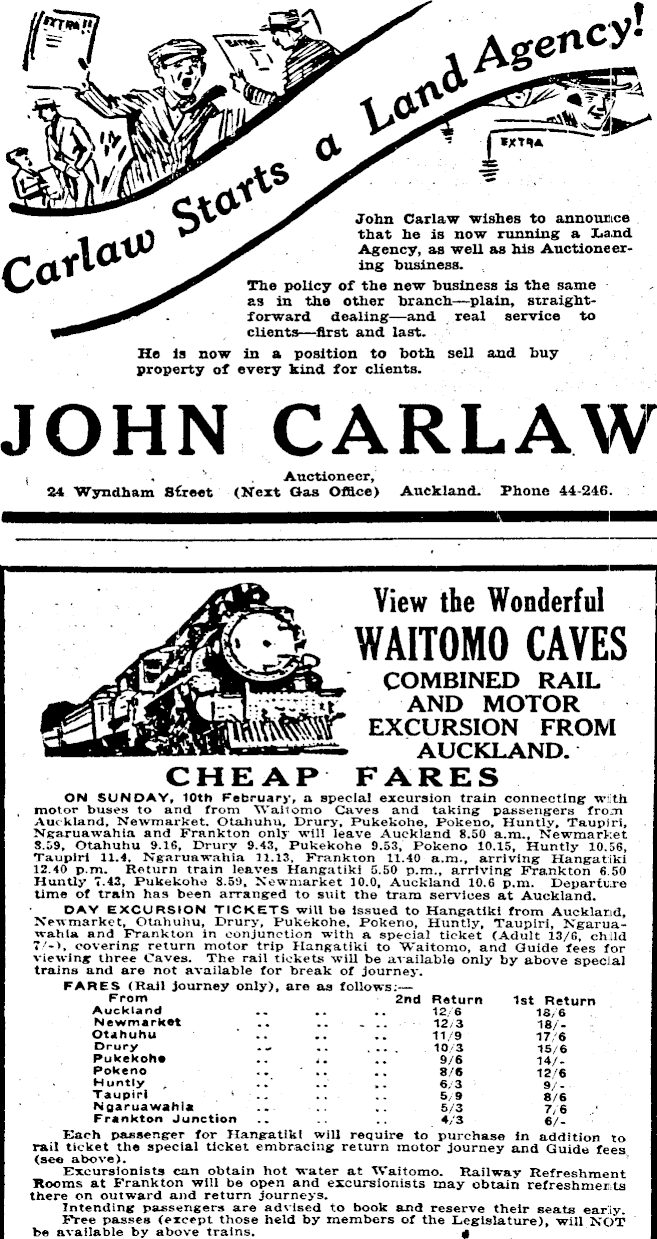 EXTRA!!
EXTRA!
EXTRA
Carlaw Starts a Land Agency!
John Carlaw wishes to announce
that he is now running a Land
Agency, as well as his Auctioneer-
ing business.
The policy of the new business is the same
as in the other branch—plain, straight-
forward dealing—and real service to
clients—first and last.
He is now in a position to both sell and buy
property of every kind for clients.
JOHN CARLAW
Auctioneer,
24 Wyndham Street (Next Gas Office) Auckland. Phone 44-246.
View the Wonderful
WAITOMO CAVES
COMBINED RAIL
AND MOTOR
EXCURSION FROM
AUCKLAND.
CHEAP FARES
ON SUNDAY, 10th February, a special excursion train connecting with
motor buses to and from Waitomo Caves and taking passengers from
Auckland, Newmarket, Otahuhu, Drury, Pukekohe, Pokeno, Huntly, Taupiri,
Ngaruawahia and Frankton only will leave Auckland 8.50 a.m., Newmarket
8.59, Otahuhu 9.16, Drury 9.43, Pukekohe 9.53, Pokeno 10.15, Huntly 10.56,
Taupiri 11.4, Ngaruawahia 11.13, Frankton 11.40 a.m., arriving Hangatiki
12.40 p.m. Return train leaves Hangatiki 5.50 p.m., arriving Frankton 6.50
Huntly 7.43, Pukekohe 8.59, Newmarket 10.0, Auckland 10.6 p.m. Departure
time of train has been arranged to suit the tram services at Auckland.
DAY EXCURSION TICKETS will be issued to Hangatiki from Auckland,
Newmarket, Otahuhu, Drury, Pukekohe, Pokeno, Huntly, Taupiri, Ngarua-
wahia and Frankton in conjunction with a special ticket (Adult 13/6, child
7/-), covering return motor trip Hangatiki to Waitomo, and Guide fees for
viewing three Caves. The rail tickets will be available only by above special
trains and are not available for break of journey.
FARES (Rail journey only), are as follows:—
From 2nd Return 1st Return
Auckland .. .. .. 12/6 18/6
Newmarket .. .. .. 12/3 18/-
Otahuhu .. .. .. 11/9 17/6
Drury .. .. .. 10/3 15/6
Pukekohe .. .. .. 9/6 14/-
Pokeno .. .. .. 8/6 12/6
Huntly .. .. .. 6/3 9/-
Taupiri .. .. .. 5/9 8/6
Ngaruawahia .. .. .. 5/3 7/6
Frankton Junction .. .. .. 4/3 6/-
Each passenger for Hangatiki will require to purchase in addition to
rail ticket the special ticket embracing return motor journey and Guide fees
(see above).
Excursionists can obtain hot water at Waitomo. Railway Refreshment
Rooms at Frankton will be open and excursionists may obtain refreshments
there on outward and return journeys.
Intending passengers are advised to book and reserve their seats early.
Free passes (except those held by members of the Legislature), will NOT
be available by above trains.